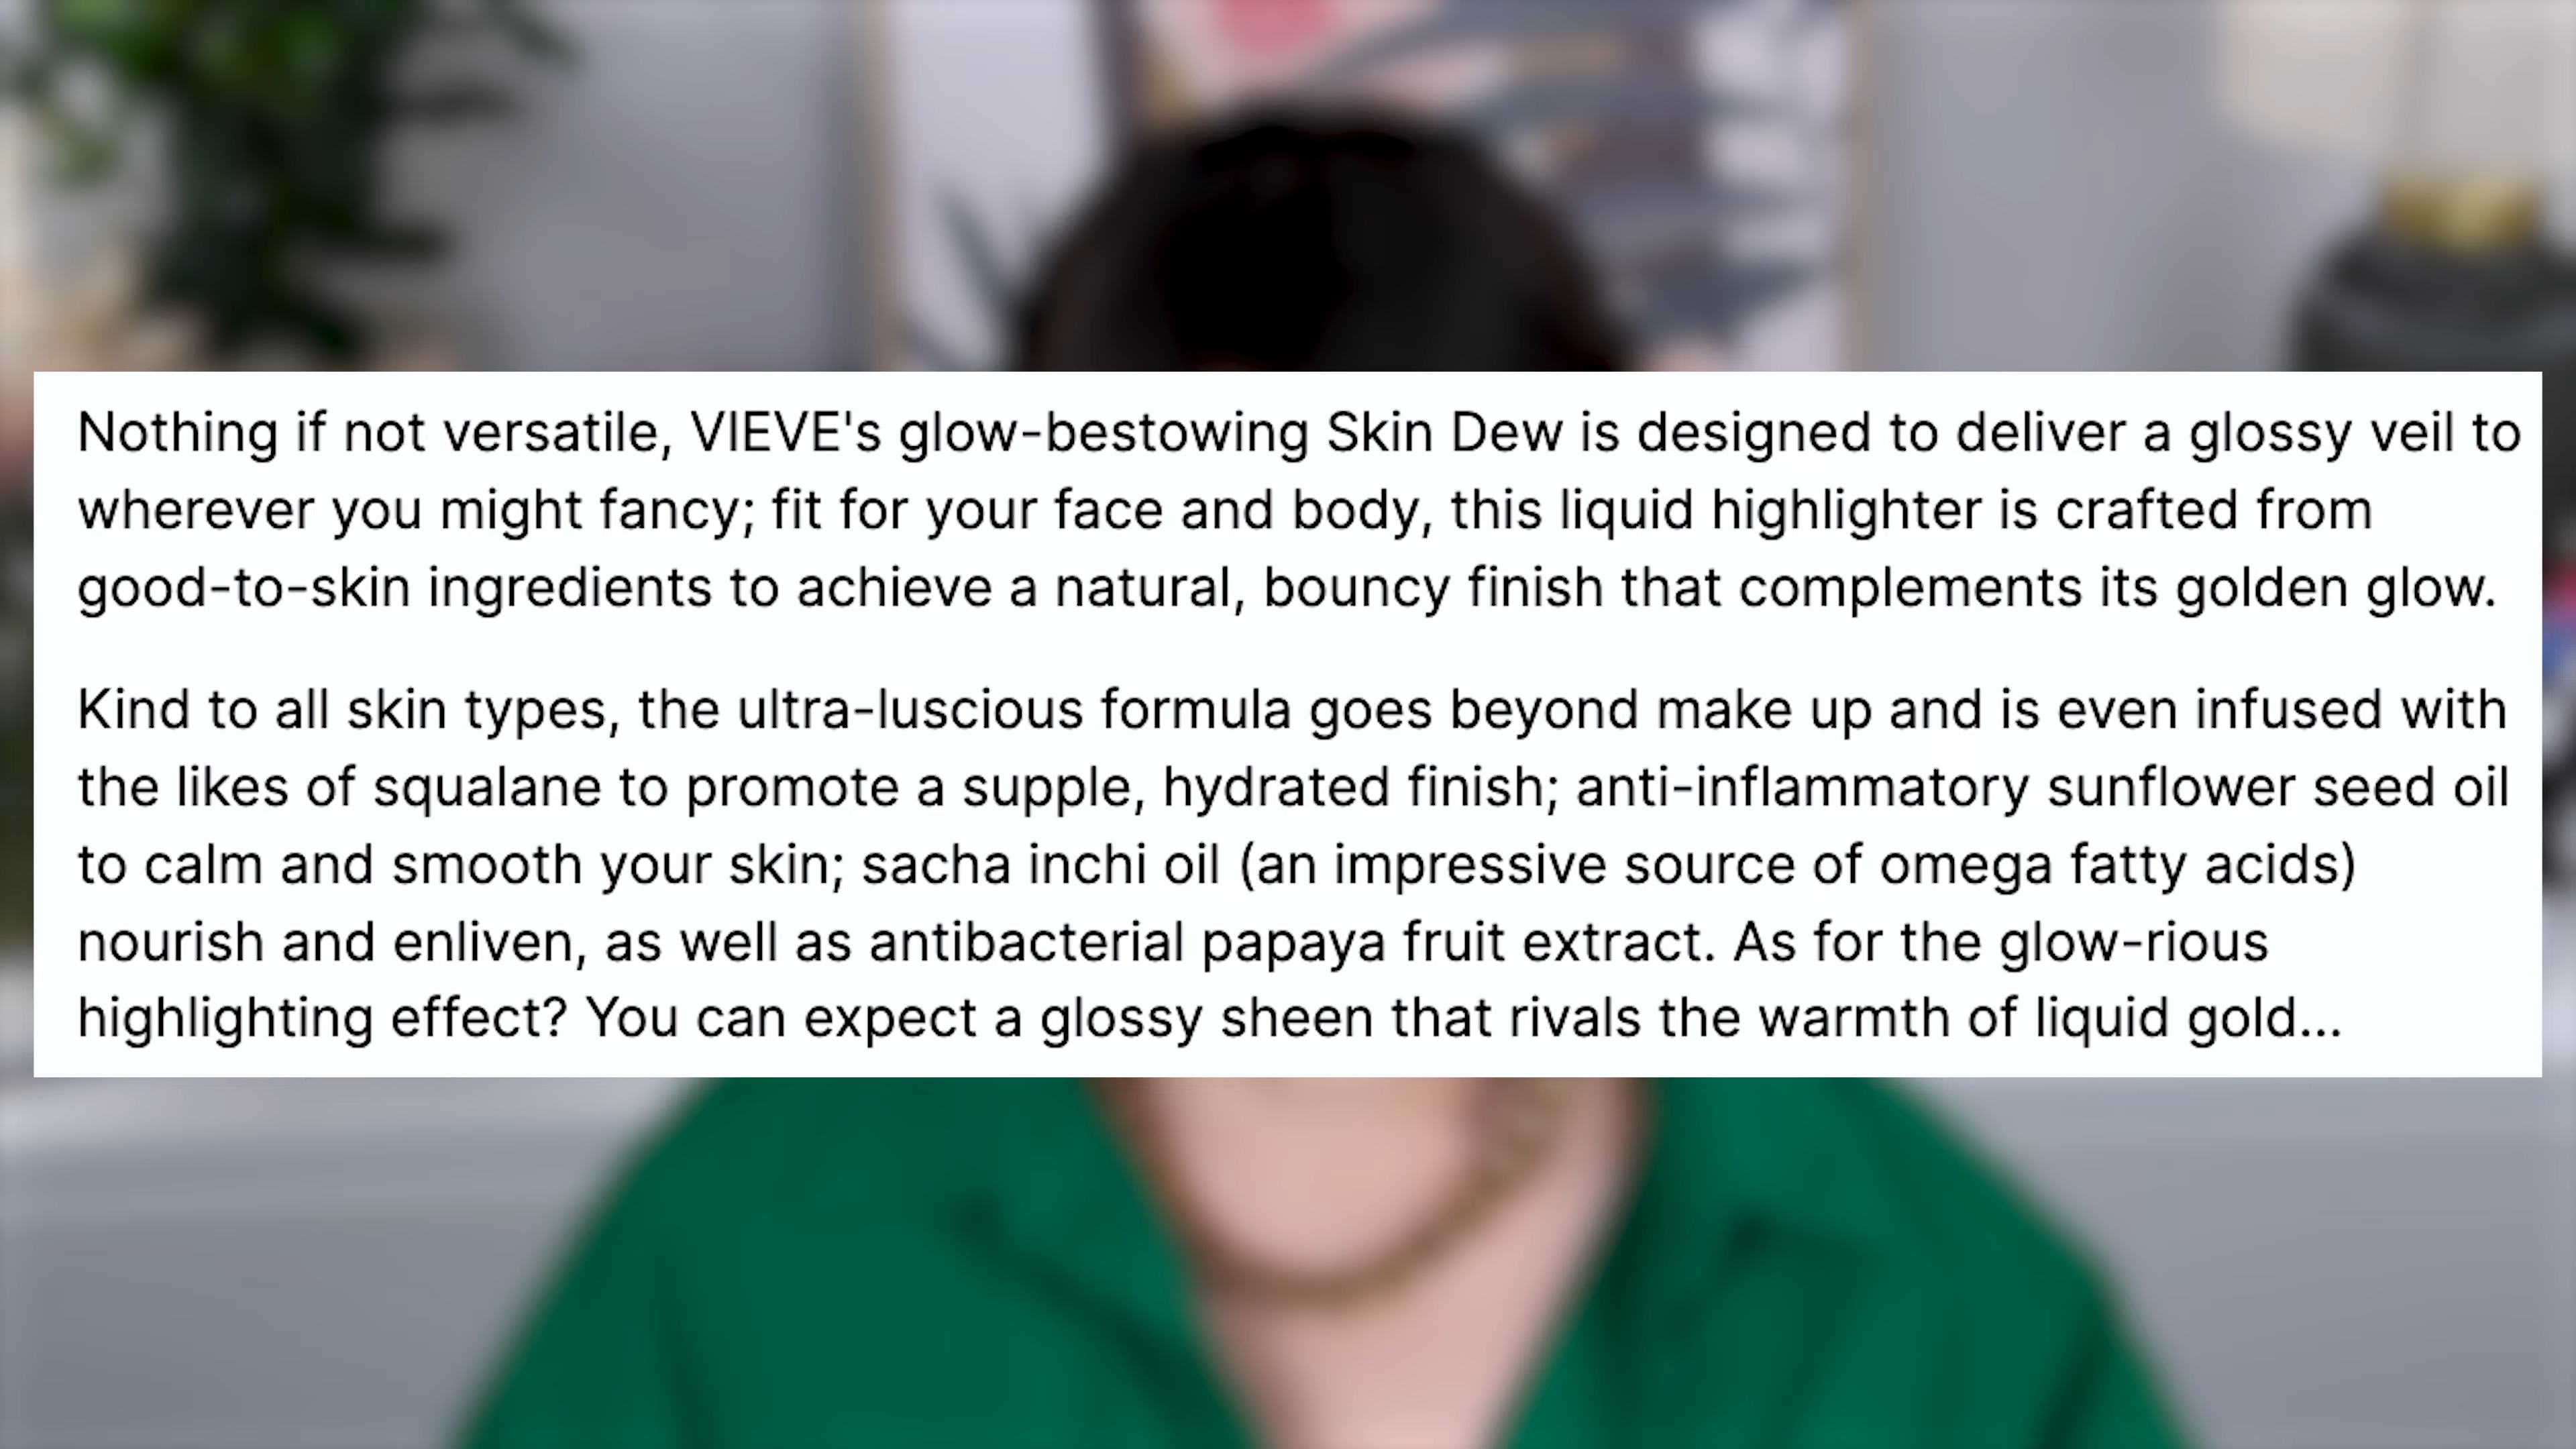 Nothing if not versatile, VIEVE's glow-bestowing Skin Dew is designed to deliver a glossy veil to
wherever you might fancy; fit for your face and body, this liquid highlighter is crafted from
good-to-skin ingredients to achieve a natural, bouncy finish that complements its golden glow.
Kind to all skin types, the ultra-luscious formula goes beyond make up and is even infused with
the likes of squalane to promote a supple, hydrated finish; anti-inflammatory sunflower seed oil
to calm and smooth your skin; sacha inchi oil (an impressive source of omega fatty acids)
nourish and enliven, as well as antibacterial papaya fruit extract. As for the glow-rious
highlighting effect? You can expect a glossy sheen that rivals the warmth of liquid gold...